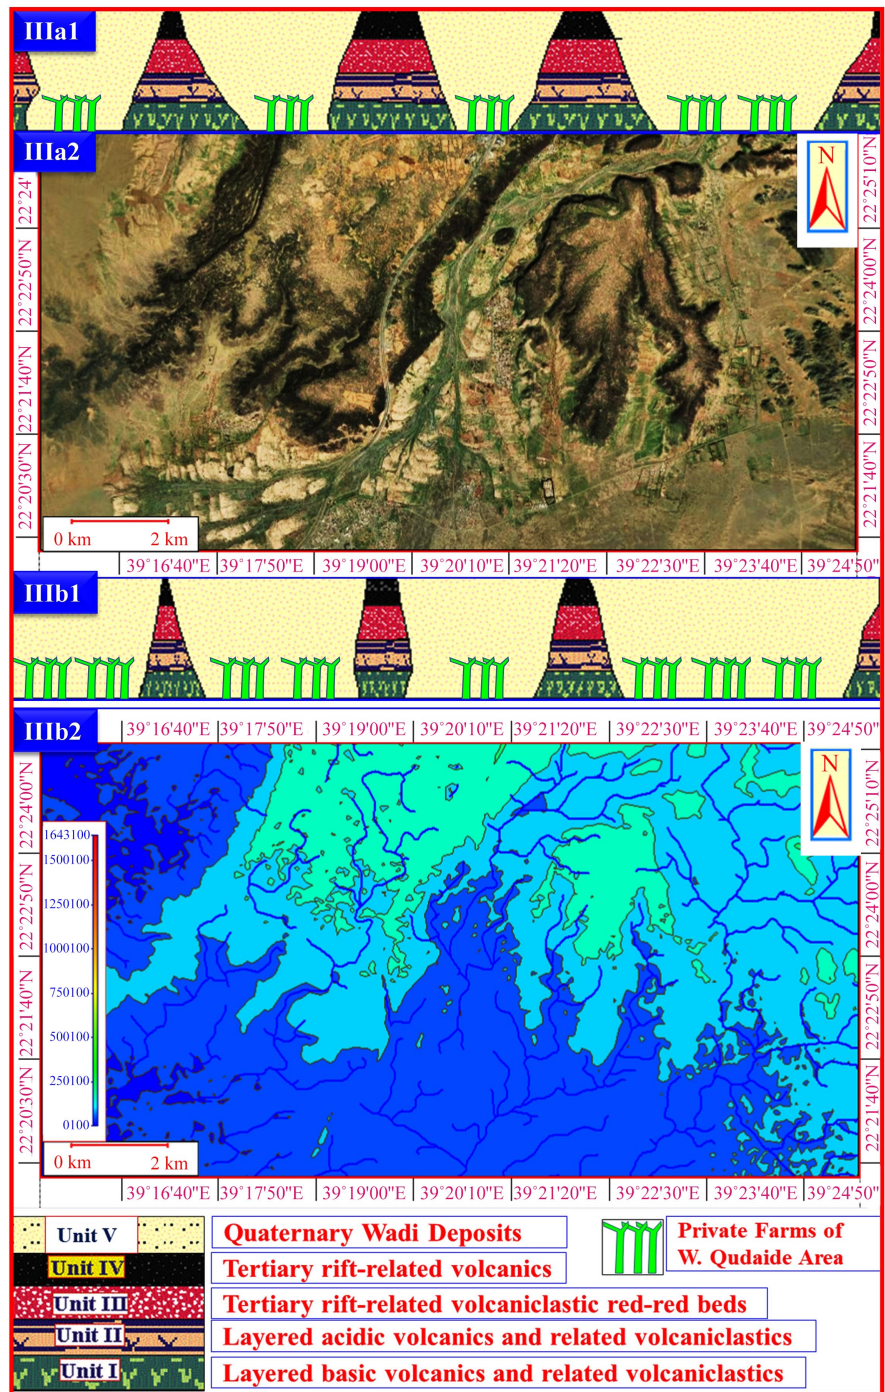 IIIa1
IIIa2
N
22°24'
22°22'50"N
22°21'40"N
22°20'30"N
22°25'10"N
22°24'00"N
22°22'50"N
22°21'40"N
0 km 2 km
39°16'40"E 39°17'50"E 39°19'00"E 39°20'10"E 39°21'20"E 39°22'30"E 39°23'40"E 39°24'50"
IIIb1
IIIb2
39°16'40"E 39°17'50"E 39°19'00"E 39°20'10"E 39°21'20"E 39°22'30"E 39°23'40"E 39°24'50"
N
22°24'00"N
22°22'50"N
22°21'40"N
22°20'30"N
22°25'10"N
22°24'00"N
22°22'50"N
22°21'40"N
1643100
1500100
1250100
1000100
750100
500100
250100
0100
0 km 2 km
39°16'40"E 39°17'50"E 39°19'00"E 39°20'10"E 39°21'20"E 39°22'30"E 39°23'40"E 39°24'50"
Unit V Quaternary Wadi Deposits
Private Farms of
W. Qudaide Area
Unit IV Tertiary rift-related volcanics
Unit III Tertiary rift-related volcaniclastic red-red beds
Unit II Layered acidic volcanics and related volcaniclastics
Unit I Layered basic volcanics and related volcaniclastics